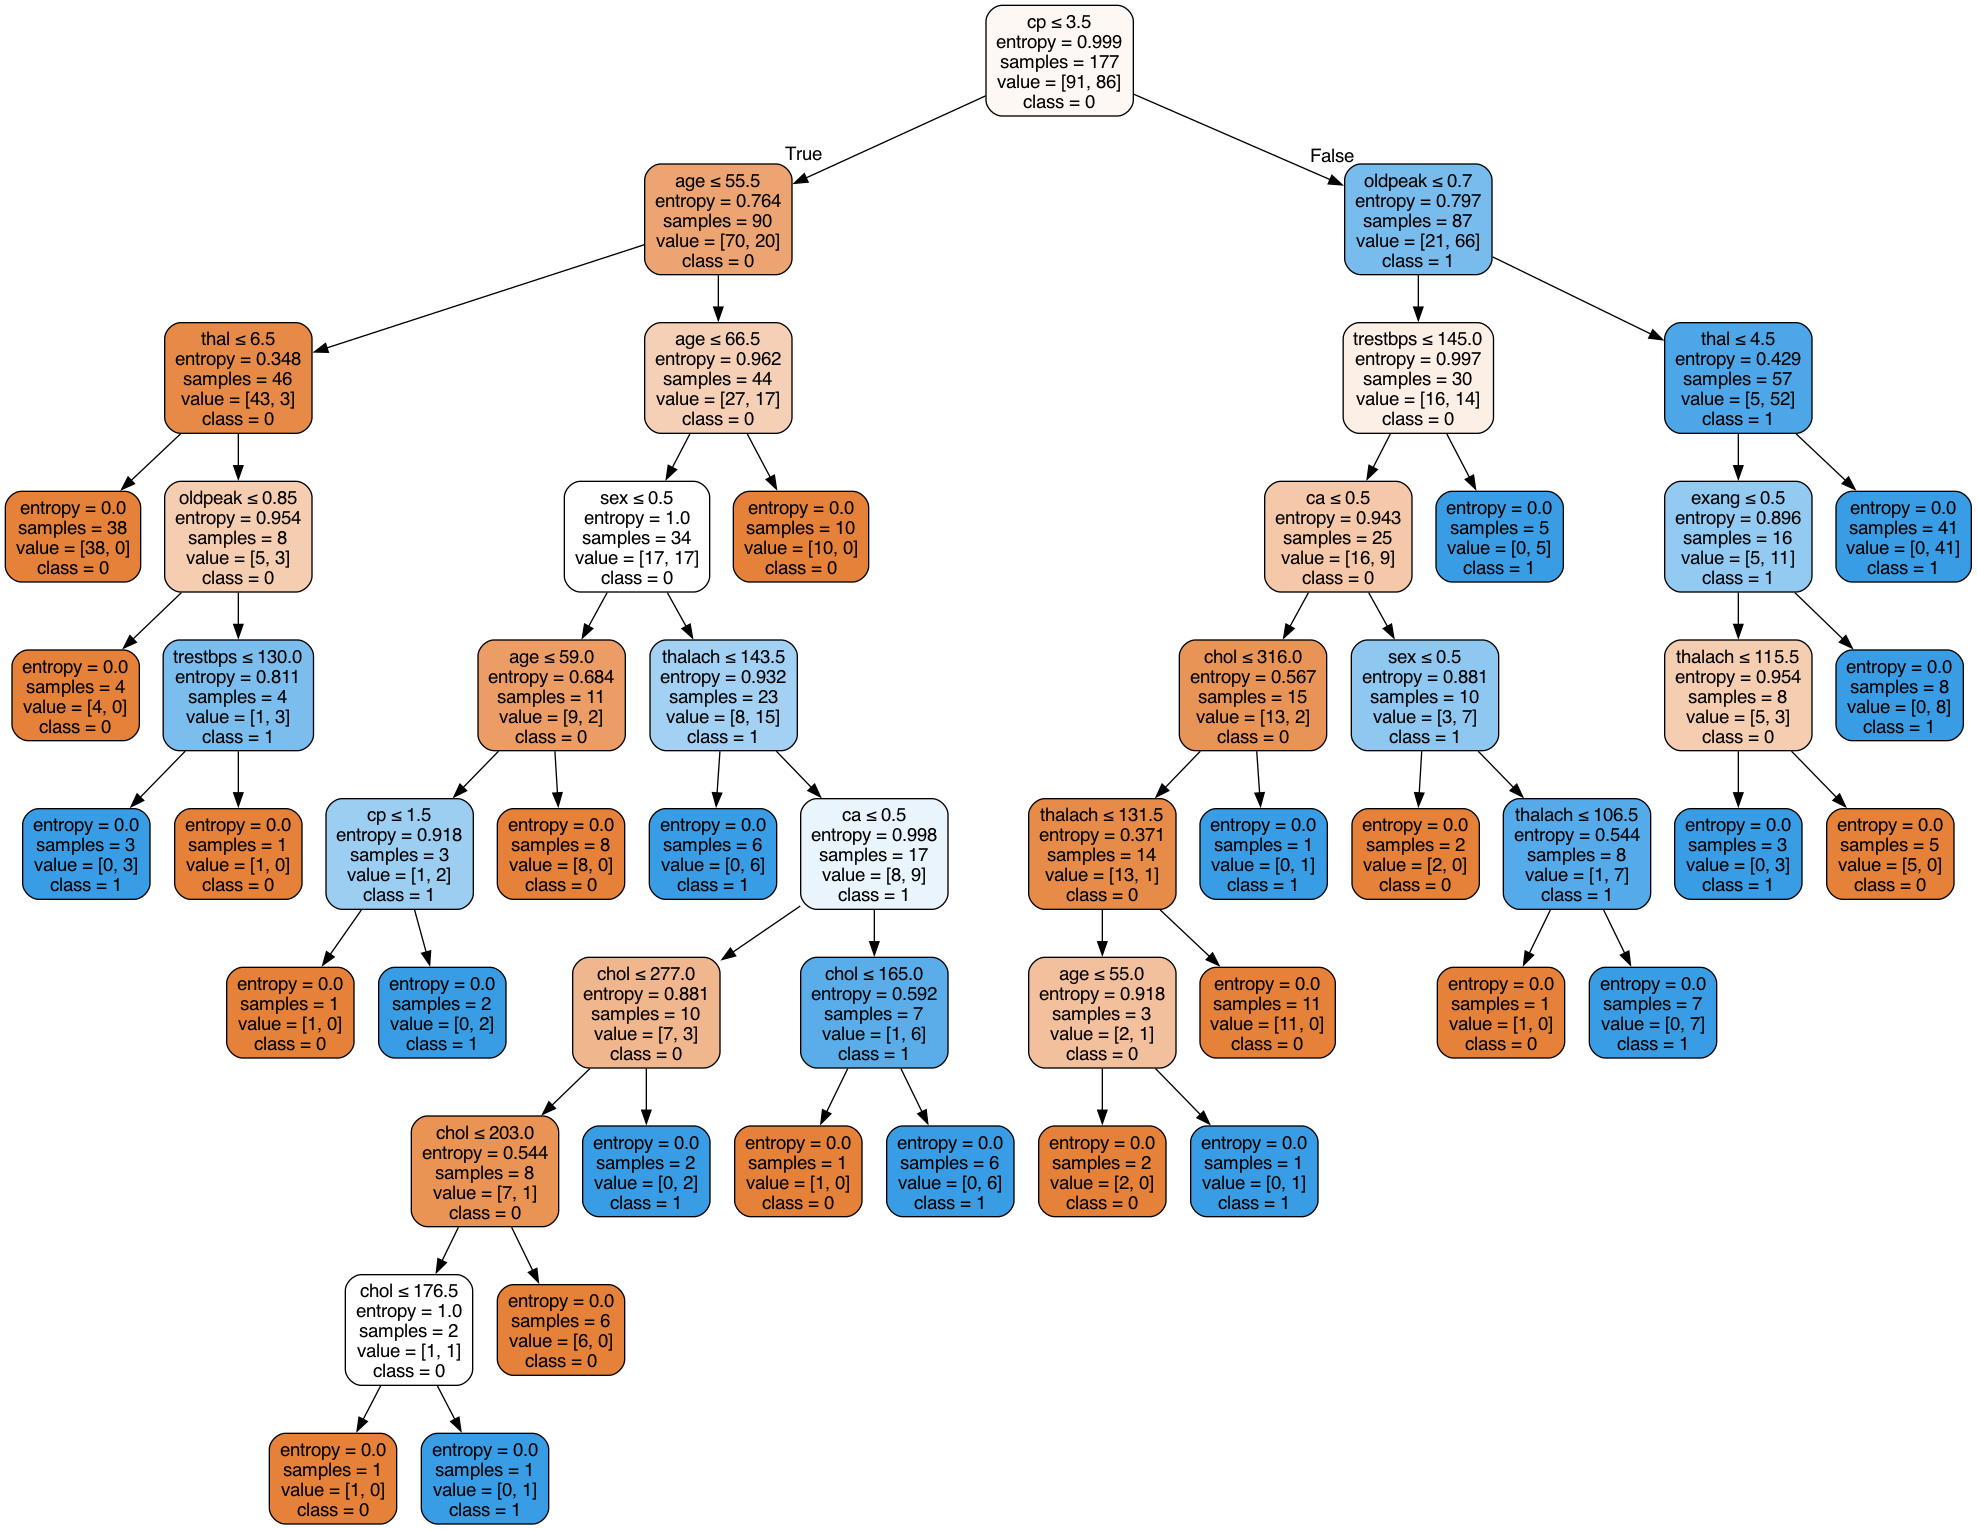 cp ≤ 3.5
entropy = 0.999
samples = 177
value = [91, 86]
class = 0
True
False
age ≤ 55.5
entropy = 0.764
samples = 90
value = [70, 20]
class = 0
oldpeak ≤ 0.7
entropy = 0.797
samples = 87
value = [21, 66]
class = 1
thal ≤ 6.5
entropy = 0.348
samples = 46
value = [43, 3]
class = 0
age ≤ 66.5
entropy = 0.962
samples = 44
value = [27, 17]
class = 0
trestbps ≤ 145.0
entropy = 0.997
samples = 30
value = [16, 14]
class = 0
thal ≤ 4.5
entropy = 0.429
samples = 57
value = [5, 52]
class = 1
entropy = 0.0
samples = 38
value = [38, 0]
class = 0
oldpeak ≤ 0.85
entropy = 0.954
samples = 8
value = [5, 3]
class = 0
sex ≤ 0.5
entropy = 1.0
samples = 34
value = [17, 17]
class = 0
entropy = 0.0
samples = 10
value = [10, 0]
class = 0
ca ≤ 0.5
entropy = 0.943
samples = 25
value = [16, 9]
class = 0
entropy = 0.0
samples = 5
value = [0, 5]
class = 1
exang ≤ 0.5
entropy = 0.896
samples = 16
value = [5, 11]
class = 1
entropy = 0.0
samples = 41
value = [0, 41]
class = 1
entropy = 0.0
samples = 4
value = [4, 0]
class = 0
trestbps ≤ 130.0
entropy = 0.811
samples = 4
value = [1, 3]
class = 1
age ≤ 59.0
entropy = 0.684
samples = 11
value = [9, 2]
class = 0
thalach ≤ 143.5
entropy = 0.932
samples = 23
value = [8, 15]
class = 1
chol ≤ 316.0
entropy = 0.567
samples = 15
value = [13, 2]
class = 0
sex ≤ 0.5
entropy = 0.881
samples = 10
value = [3, 7]
class = 1
thalach ≤ 115.5
entropy = 0.954
samples = 8
value = [5, 3]
class = 0
entropy = 0.0
samples = 8
value = [0, 8]
class = 1
entropy = 0.0
samples = 3
value = [0, 3]
class = 1
entropy = 0.0
samples = 1
value = [1, 0]
class = 0
cp ≤ 1.5
entropy = 0.918
samples = 3
value = [1, 2]
class = 1
entropy = 0.0
samples = 8
value = [8, 0]
class = 0
entropy = 0.0
samples = 6
value = [0, 6]
class = 1
ca ≤ 0.5
entropy = 0.998
samples = 17
value = [8, 9]
class = 1
thalach ≤ 131.5
entropy = 0.371
samples = 14
value = [13, 1]
class = 0
entropy = 0.0
samples = 1
value = [0, 1]
class = 1
entropy = 0.0
samples = 2
value = [2, 0]
class = 0
thalach ≤ 106.5
entropy = 0.544
samples = 8
value = [1, 7]
class = 1
entropy = 0.0
samples = 3
value = [0, 3]
class = 1
entropy = 0.0
samples = 5
value = [5, 0]
class = 0
entropy = 0.0
samples = 1
value = [1, 0]
class = 0
entropy = 0.0
samples = 2
value = [0, 2]
class = 1
chol ≤ 277.0
entropy = 0.881
samples = 10
value = [7, 3]
class = 0
chol ≤ 165.0
entropy = 0.592
samples = 7
value = [1, 6]
class = 1
age ≤ 55.0
entropy = 0.918
samples = 3
value = [2, 1]
class = 0
entropy = 0.0
samples = 11
value = [11, 0]
class = 0
entropy = 0.0
samples = 1
value = [1, 0]
class = 0
entropy = 0.0
samples = 7
value = [0, 7]
class = 1
chol ≤ 203.0
entropy = 0.544
samples = 8
value = [7, 1]
class = 0
entropy = 0.0
samples = 2
value = [0, 2]
class = 1
entropy = 0.0
samples = 1
value = [1, 0]
class = 0
entropy = 0.0
samples = 6
value = [0, 6]
class = 1
entropy = 0.0
samples = 2
value = [2, 0]
class = 0
entropy = 0.0
samples = 1
value = [0, 1]
class = 1
chol ≤ 176.5
entropy = 1.0
samples = 2
value = [1, 1]
class = 0
entropy = 0.0
samples = 6
value = [6, 0]
class = 0
entropy = 0.0
samples = 1
value = [1, 0]
class = 0
entropy = 0.0
samples = 1
value = [0, 1]
class = 1